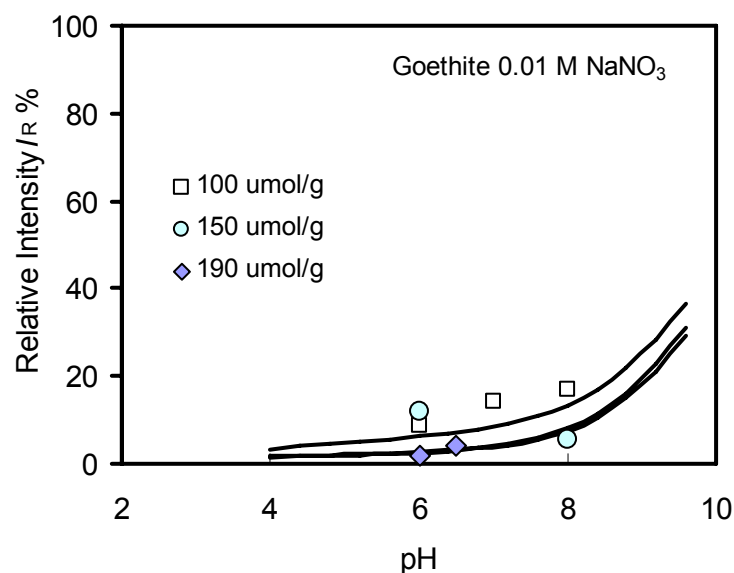 100
80
60
40
20
0
Relative Intensity IR %
Goethite 0.01 M NaNO₃
100 umol/g
150 umol/g
190 umol/g
2 4 6 8 10
pH